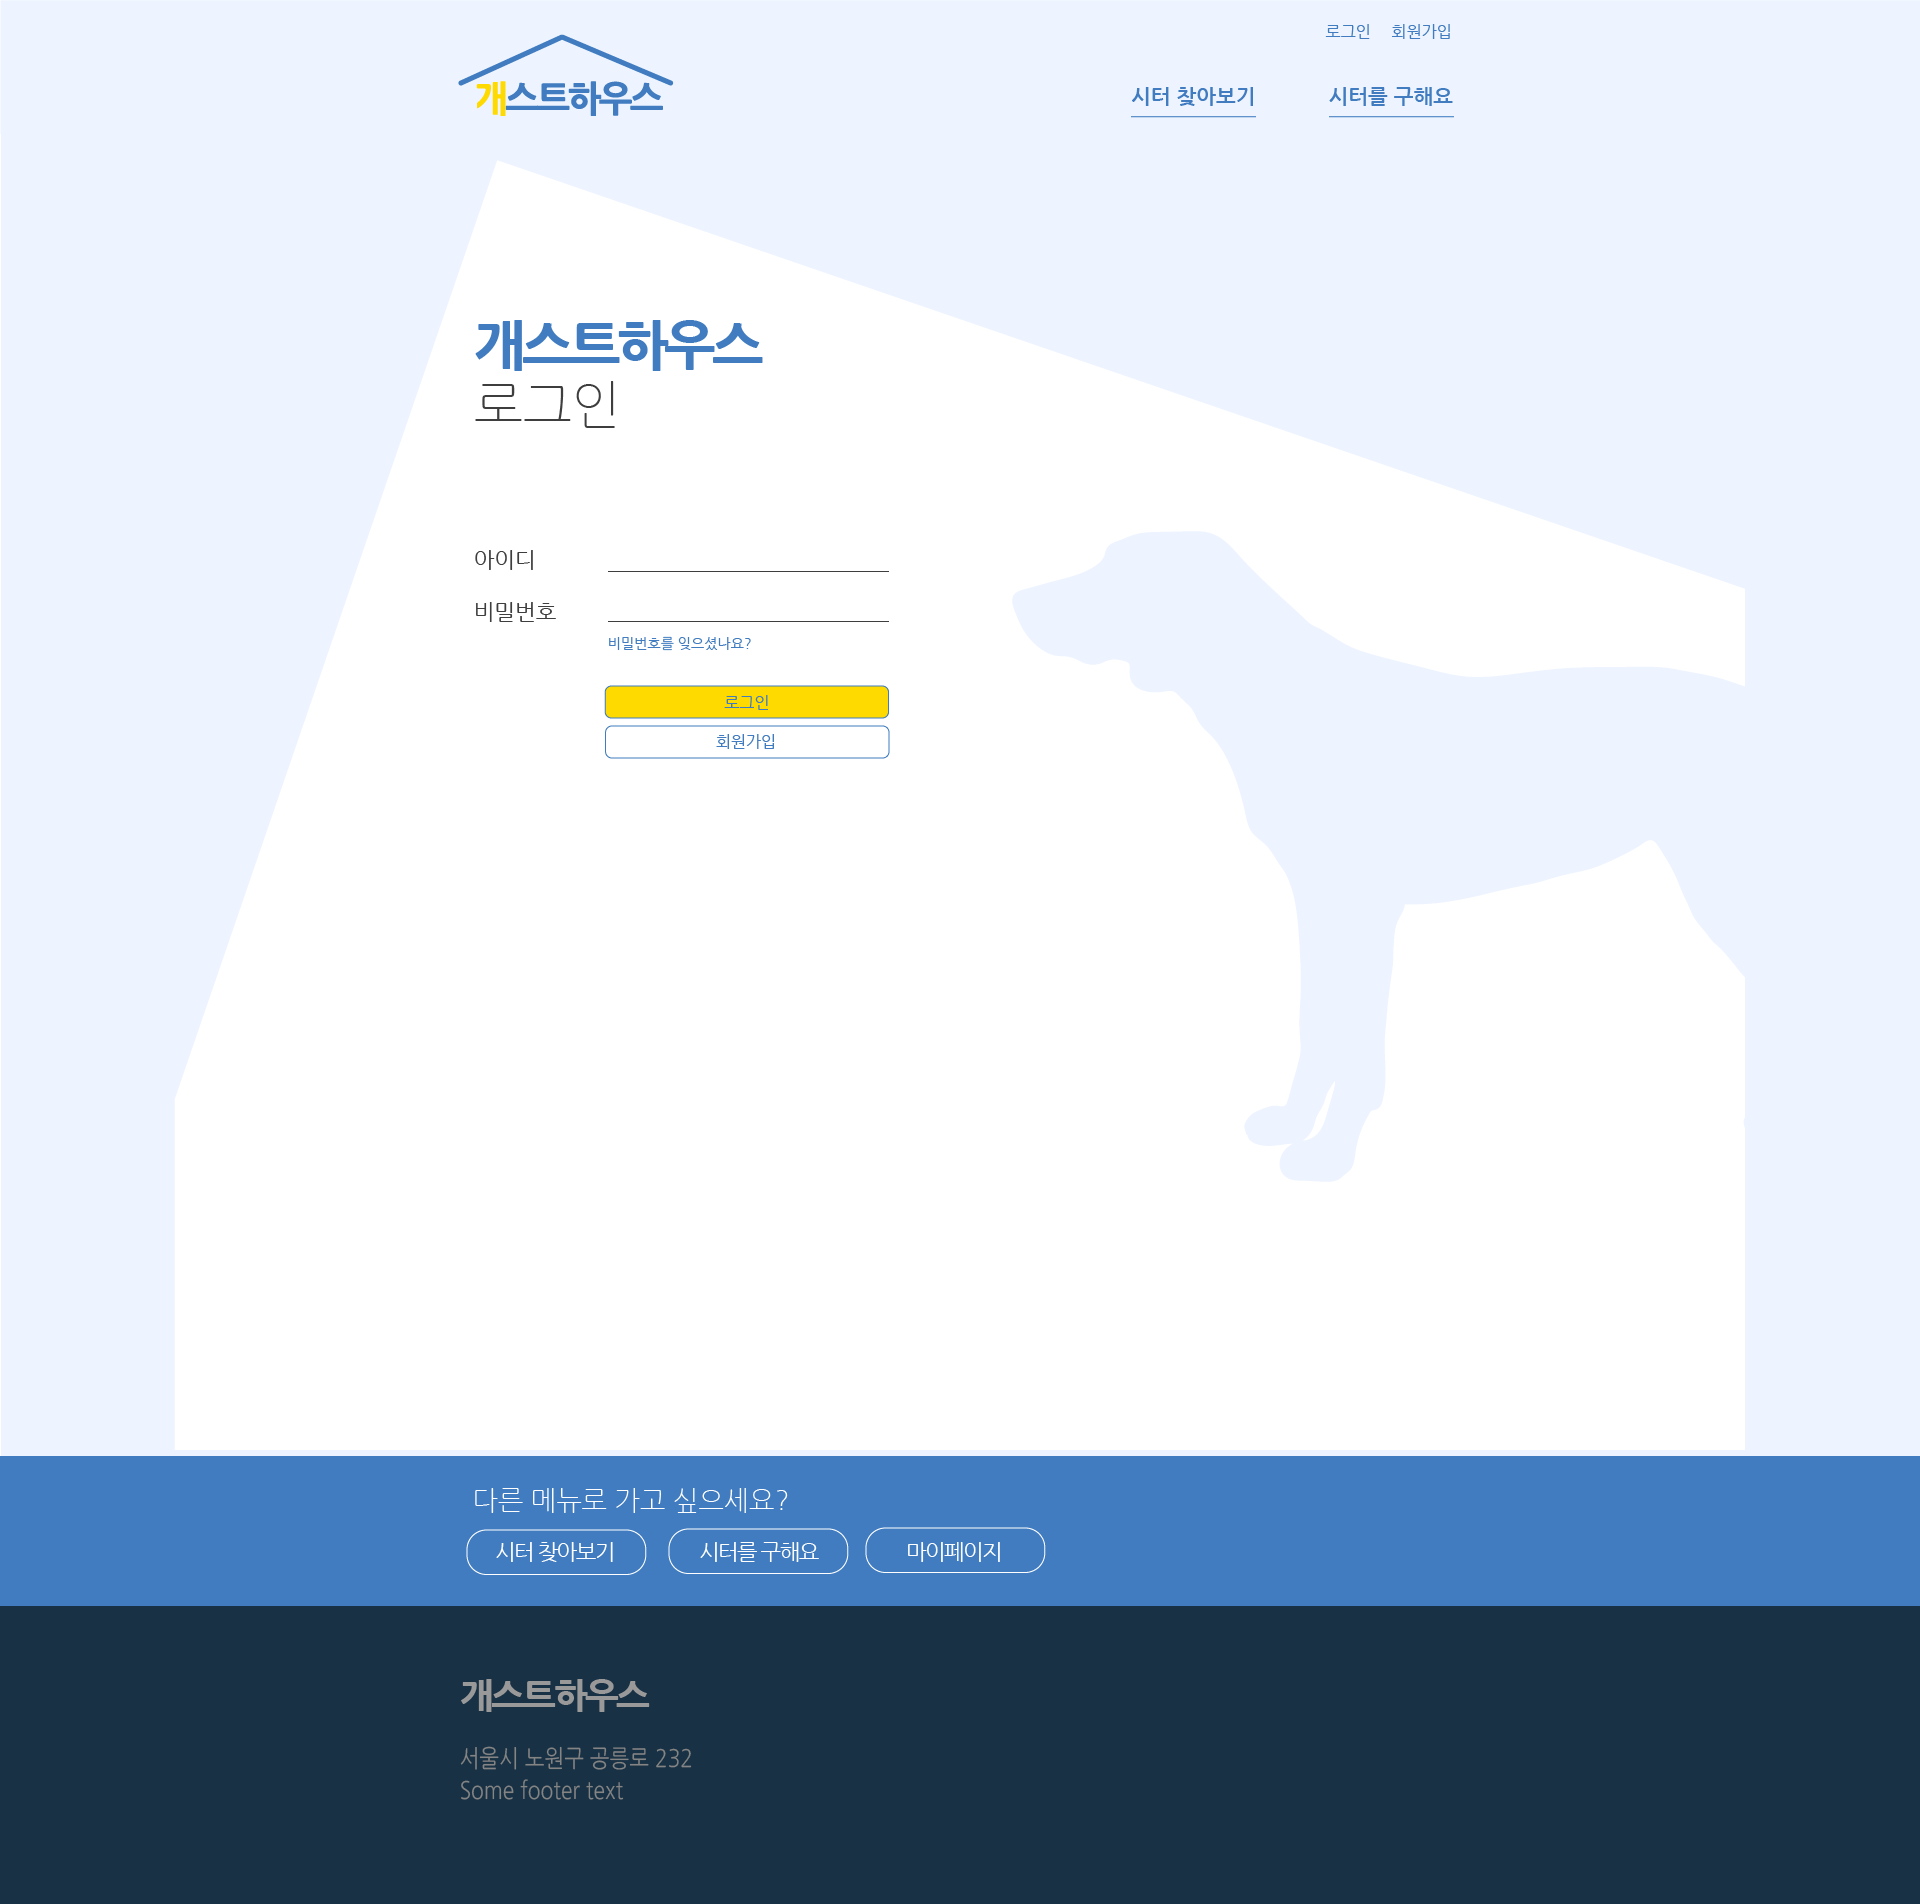 로그인 회원가입
개스트하우스
시터 찾아보기 시터를 구해요
개스트하우스
로그인
아이디
비밀번호
비밀번호를 잊으셨나요?
로그인
회원가입
다른 메뉴로 가고 싶으세요?
시터 찾아보기 시터를 구해요 마이페이지
개스트하우스
서울시 노원구 공릉로 232
Some footer text